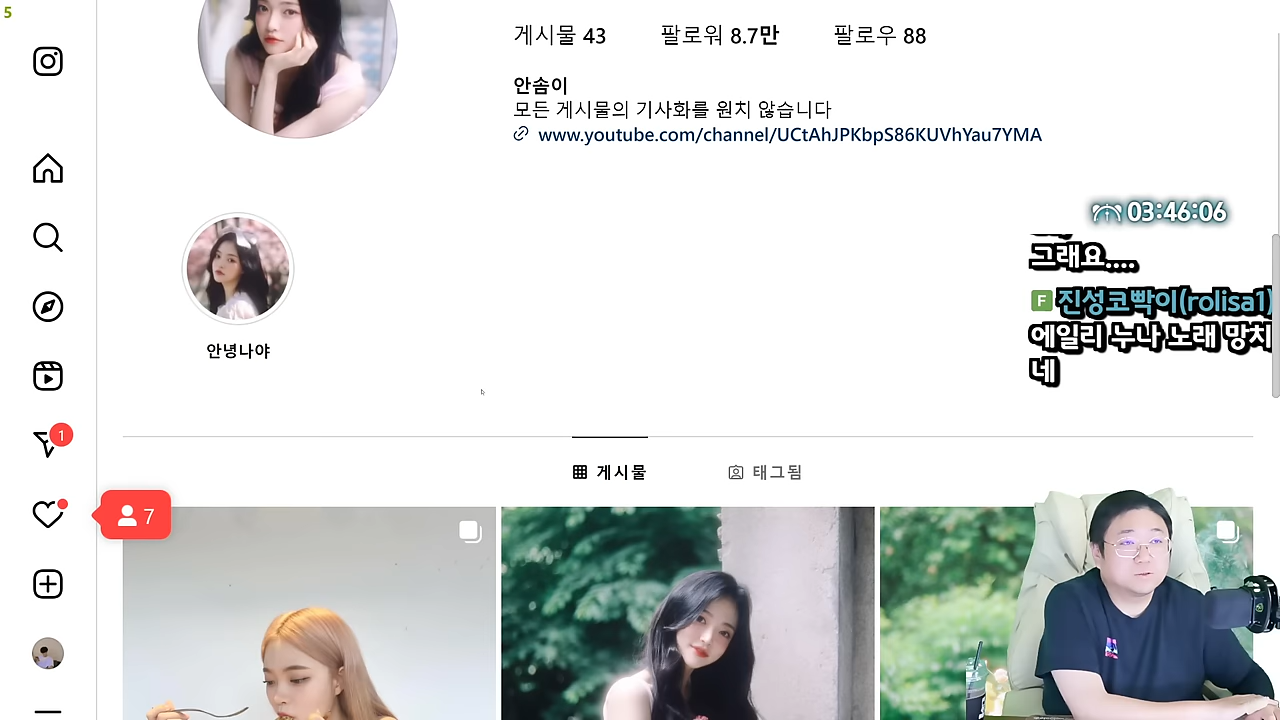 5
게시물 43 팔로워 8.7만 팔로우 88
안솜이
모든 게시물의 기사화를 원치 않습니다
www.youtube.com/channel/UCtAhJPKbpS86KUVhYau7YMA
03:46:06
그래요....
F 진성코빡이(rolisa1)
에일리 누나 노래 망치
네
안녕나야
1
게시물 태그됨
7